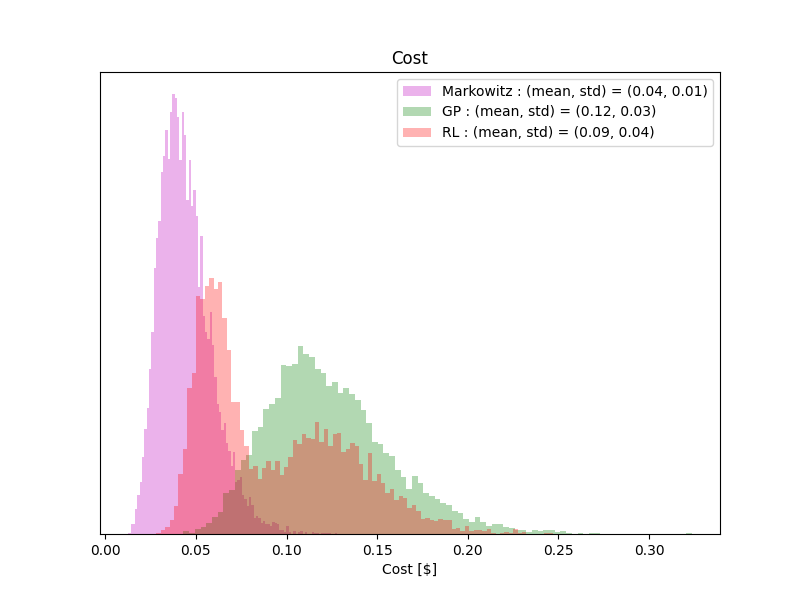 Cost
Markowitz : (mean, std) = (0.04, 0.01)
GP : (mean, std) = (0.12, 0.03)
RL : (mean, std) = (0.09, 0.04)
0.00 0.05 0.10 0.15 0.20 0.25 0.30
Cost [$]